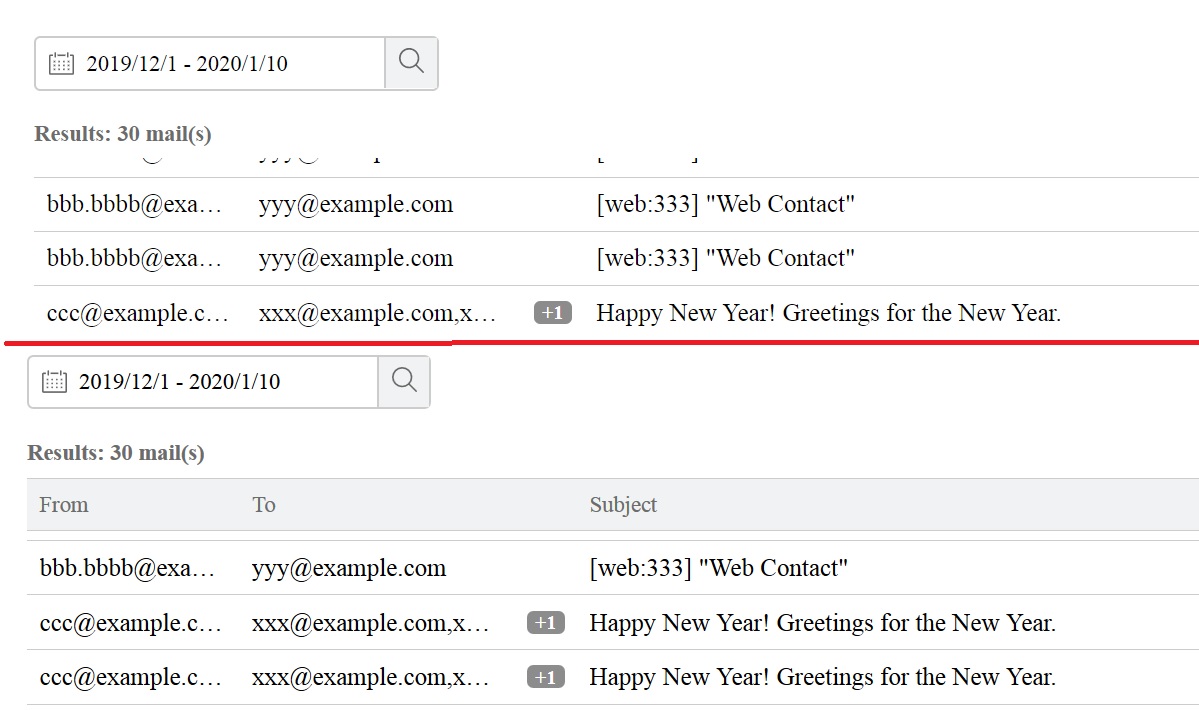 2019/12/1 - 2020/1/10
Results: 30 mail(s)
bbb.bbbb@exa… yyy@example.com [web:333] "Web Contact"
bbb.bbbb@exa… yyy@example.com [web:333] "Web Contact"
ccc@example.c… xxx@example.com,x… +1 Happy New Year! Greetings for the New Year.
2019/12/1 - 2020/1/10
Results: 30 mail(s)
From To Subject
bbb.bbbb@exa… yyy@example.com [web:333] "Web Contact"
ccc@example.c… xxx@example.com,x… +1 Happy New Year! Greetings for the New Year.
ccc@example.c… xxx@example.com,x… +1 Happy New Year! Greetings for the New Year.